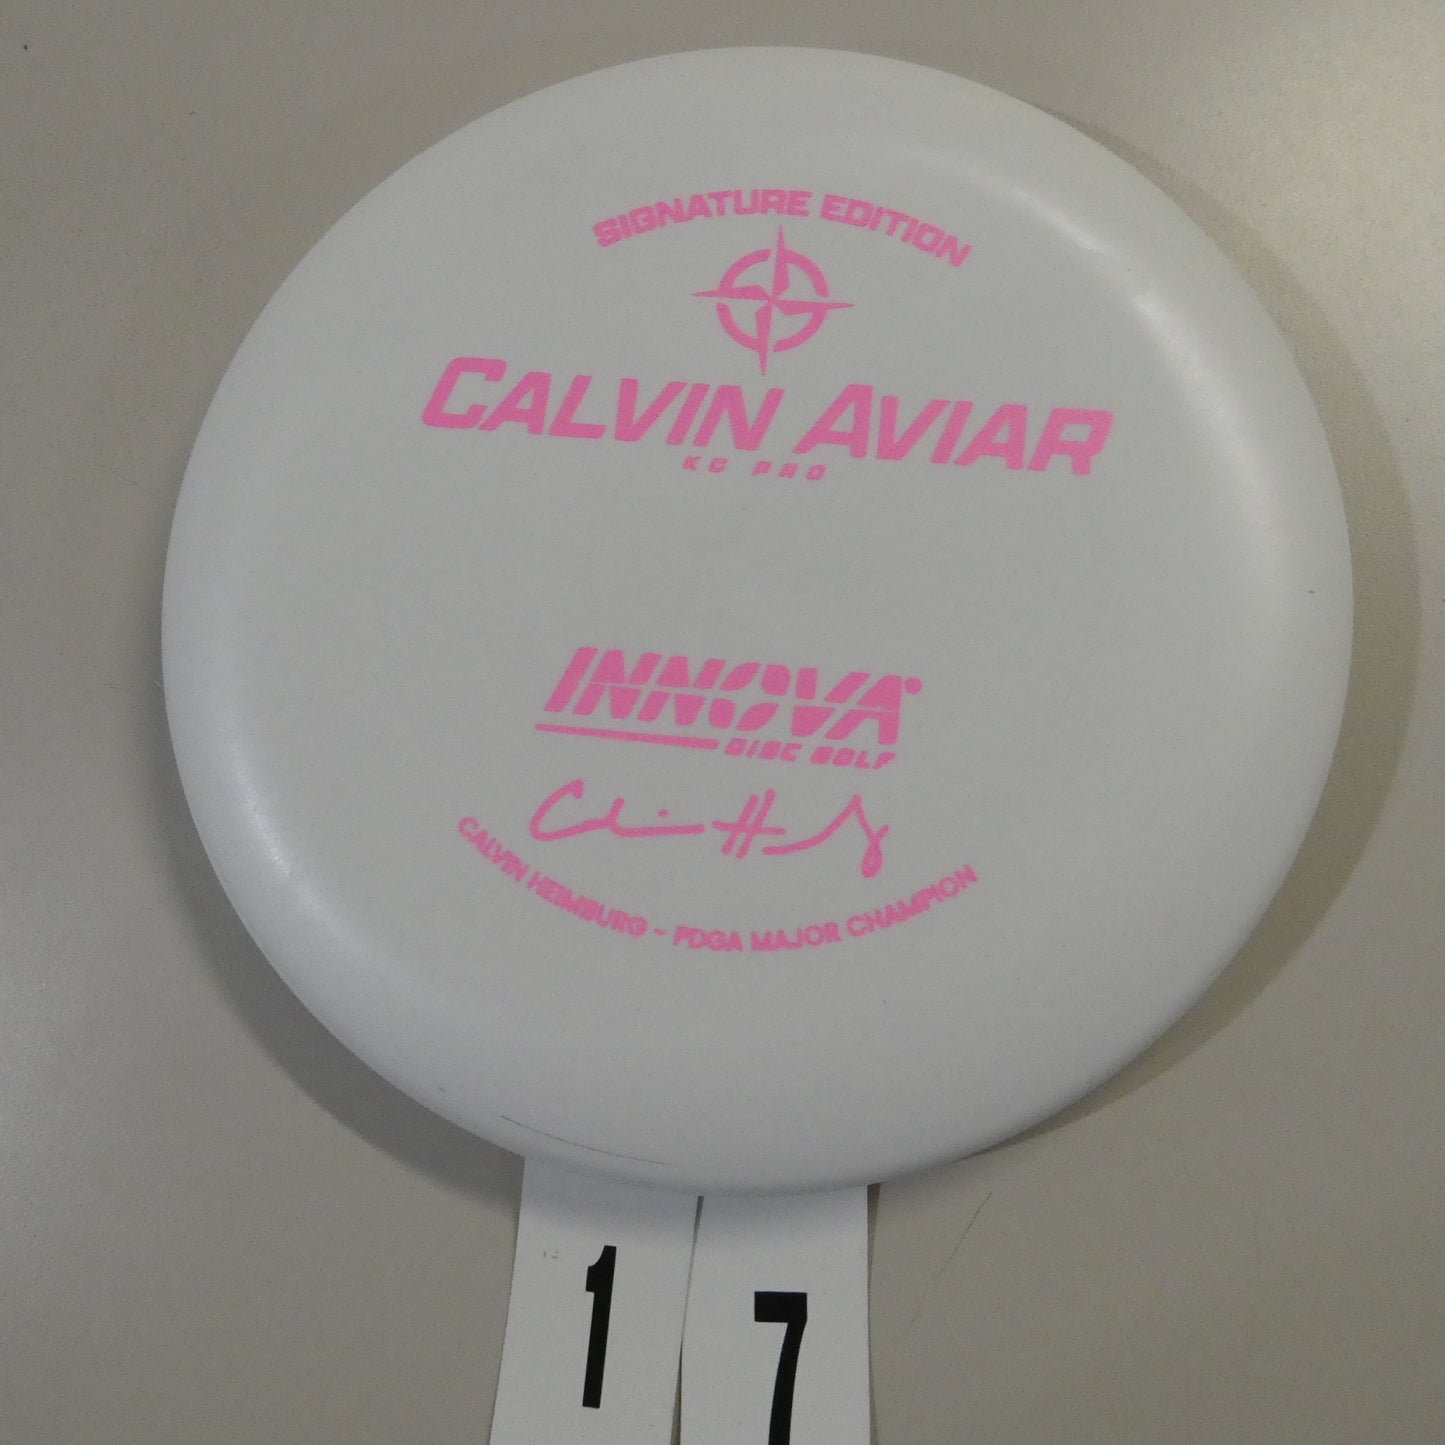 SIGNATURE EDITION
CALVIN AVIAR
KC PRO
INNOVA
DISC GOLF
CALVIN HEIMBURG - PDGA MAJOR CHAMPION
1 7